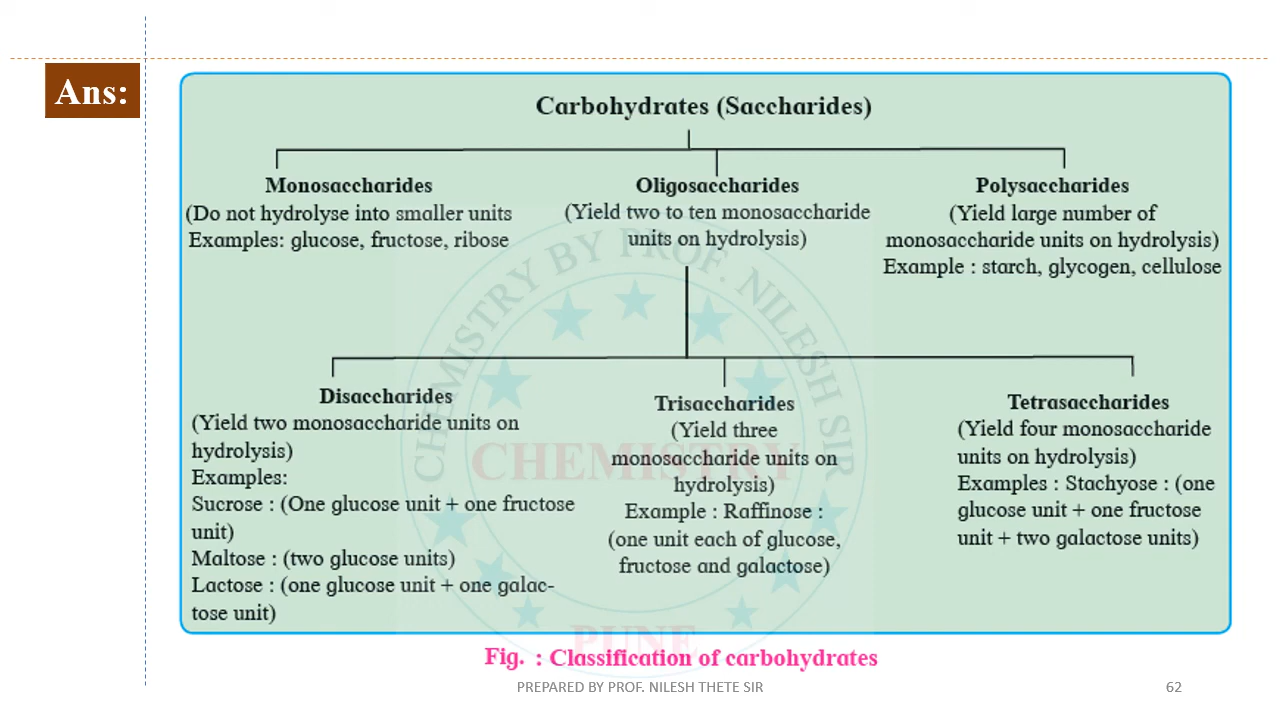 Ans:
Carbohydrates (Saccharides)
Monosaccharides
(Do not hydrolyse into smaller units
Examples: glucose, fructose, ribose
Oligosaccharides
(Yield two to ten monosaccharide
units on hydrolysis)
Polysaccharides
(Yield large number of
monosaccharide units on hydrolysis)
Example : starch, glycogen, cellulose
Disaccharides
(Yield two monosaccharide units on
hydrolysis)
Examples:
Sucrose : (One glucose unit + one fructose
unit)
Maltose : (two glucose units)
Lactose : (one glucose unit + one galac-
tose unit)
Trisaccharides
(Yield three
monosaccharide units on
hydrolysis)
Example : Raffinose :
(one unit each of glucose,
fructose and galactose)
Tetrasaccharides
(Yield four monosaccharide
units on hydrolysis)
Examples : Stachyose : (one
glucose unit + one fructose
unit + two galactose units)
CHEMISTRY BY PROF. NILESH SIR
CHEMISTRY
PUNE
Fig. : Classification of carbohydrates
PREPARED BY PROF. NILESH THETE SIR
62